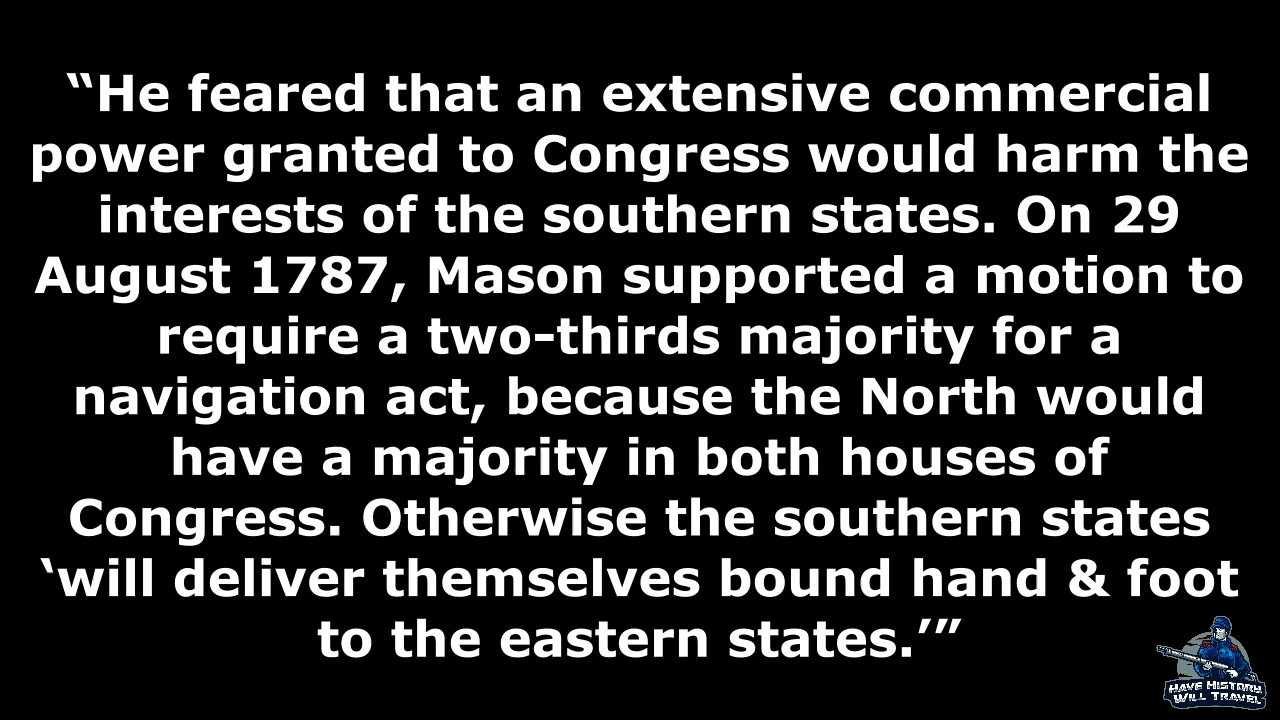 “He feared that an extensive commercial
power granted to Congress would harm the
interests of the southern states. On 29
August 1787, Mason supported a motion to
require a two-thirds majority for a
navigation act, because the North would
have a majority in both houses of
Congress. Otherwise the southern states
‘will deliver themselves bound hand & foot
to the eastern states.’”
HAVE HISTORY
WILL TRAVEL